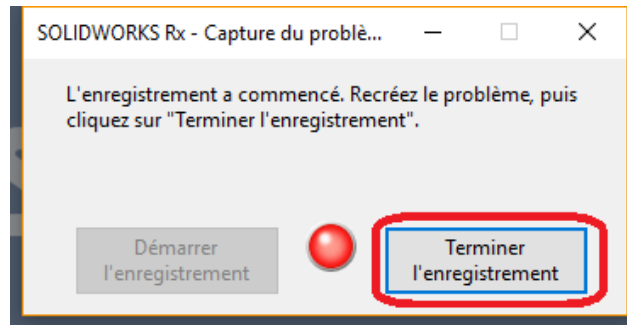 SOLIDWORKS Rx - Capture du problè...
L'enregistrement a commencé. Recréez le problème, puis
cliquez sur "Terminer l'enregistrement".
Démarrer
l'enregistrement
Terminer
l'enregistrement